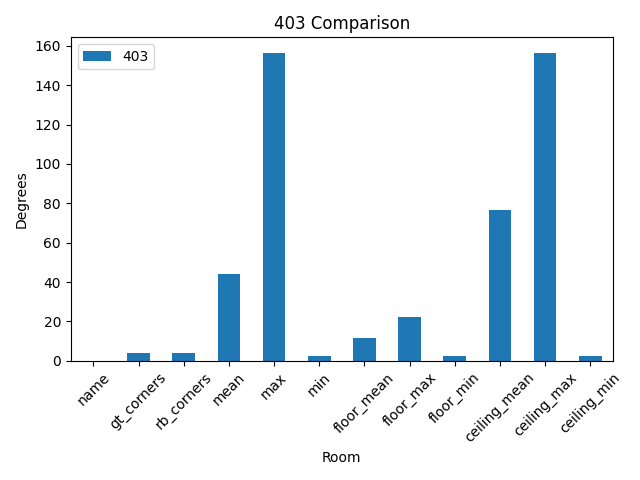 403 Comparison
403
Degrees
160
140
120
100
80
60
40
20
0
name
gt_corners
rb_corners
mean
max
min
floor_mean
floor_max
floor_min
ceiling_mean
ceiling_max
ceiling_min
Room